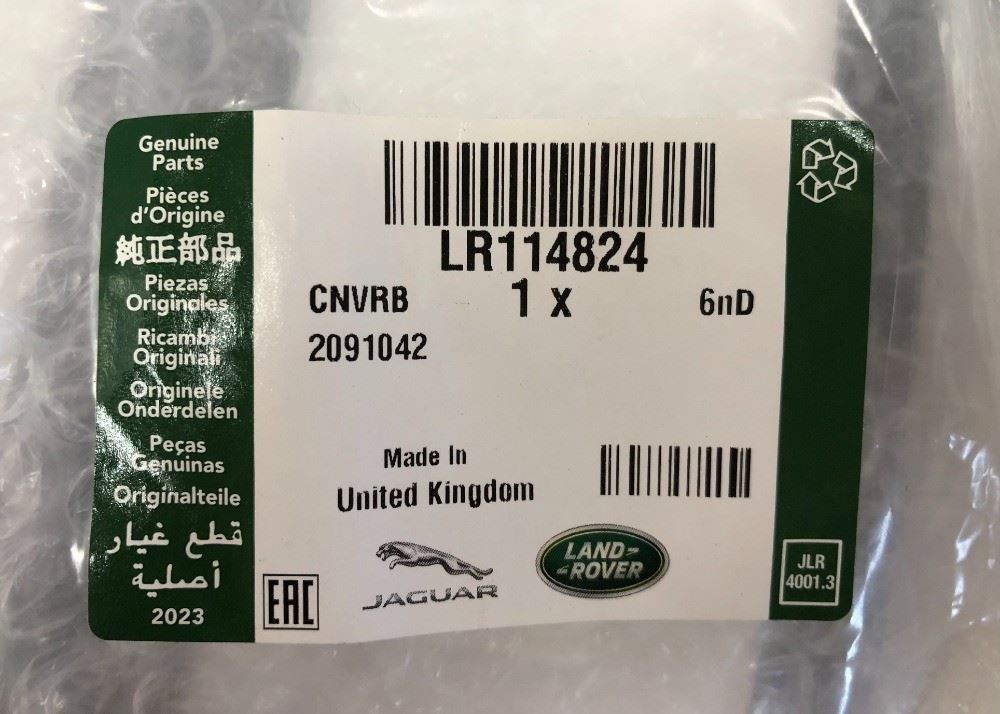 Genuine
Parts
Pièces
d'Origine
純正部品
Piezas
Originales
Ricambi
Originali
Originele
Onderdelen
Peças
Genuinas
Originalteile
قطع غيار
أصلية
2023
LR114824
CNVRB 1 x 6nD
2091042
Made In
United Kingdom
EAC
JAGUAR
LAND-
-ROVER
JLR
4001.3